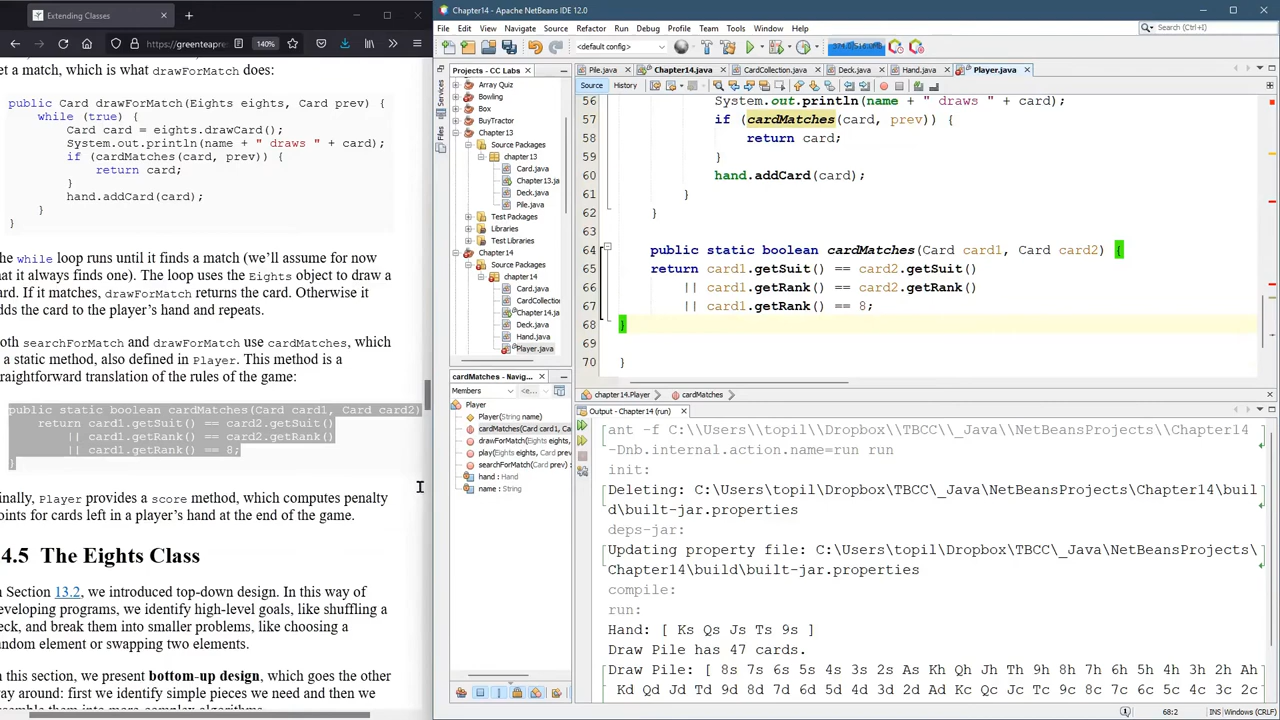 Extending Classes
https://greenteapre
140%
et a match, which is what drawForMatch does:
public Card drawForMatch(Eights eights, Card prev) {
while (true) {
Card card = eights.drawCard();
System.out.println(name + " draws " + card);
if (cardMatches(card, prev)) {
return card;
}
hand.addCard(card);
}
}
he while loop runs until it finds a match (we'll assume for now
at it always finds one). The loop uses the Eights object to draw a
ard. If it matches, drawForMatch returns the card. Otherwise it
dds the card to the player's hand and repeats.
oth searchForMatch and drawForMatch use cardMatches, which
a static method, also defined in Player. This method is a
raightforward translation of the rules of the game:
public static boolean cardMatches(Card card1, Card card2)
return card1.getSuit() == card2.getSuit()
|| card1.getRank() == card2.getRank()
|| card1.getRank() == 8;
}
inally, Player provides a score method, which computes penalty
oints for cards left in a player's hand at the end of the game.
4.5 The Eights Class
n Section 13.2, we introduced top-down design. In this way of
eveloping programs, we identify high-level goals, like shuffling a
eck, and break them into smaller problems, like choosing a
andom element or swapping two elements.
n this section, we present bottom-up design, which goes the other
ay around: first we identify simple pieces we need and then we
ssemble them into more complex algorithms.
Chapter14 - Apache NetBeans IDE 12.0
File Edit View Navigate Source Refactor Run Debug Profile Team Tools Window Help
Search (Ctrl+I)
<default config>
Services
Files
Projects - CC Labs
Array Quiz
Bowling
Box
BuyTractor
Chapter13
Source Packages
chapter13
Card.java
Chapter13.ja
Deck.java
Pile.java
Test Packages
Libraries
Test Libraries
Chapter 14
Source Packages
chapter14
Card.java
CardCollection
Chapter14.ja
Deck.java
Hand.java
Player.java
Pile.java Chapter14.java CardCollection.java Deck.java Hand.java Player.java
Source History
56 System.out.println(name + " draws " + card);
57 if (cardMatches(card, prev)) {
58 return card;
59 }
60 hand.addCard(card);
61 }
62 }
63
64 public static boolean cardMatches(Card card1, Card card2) {
65 return card1.getSuit() == card2.getSuit()
66 || card1.getRank() == card2.getRank()
67 || card1.getRank() == 8;
68 }
69
70 }
chapter14.Player cardMatches
cardMatches - Navig...
Members <e...
Player
Player(String name)
cardMatches(Card card1, Ca
drawForMatch(Eights eights,
play(Eights eights, Card prev
searchForMatch(Card prev) :
hand : Hand
name : String
Output - Chapter14 (run)
ant -f C:\\Users\\topil\\Dropbox\\TBCC\\_Java\\NetBeansProjects\\Chapter14
-Dnb.internal.action.name=run run
init:
Deleting: C:\Users\topil\Dropbox\TBCC\_Java\NetBeansProjects\Chapter14\buil
d\built-jar.properties
deps-jar:
Updating property file: C:\Users\topil\Dropbox\TBCC\_Java\NetBeansProjects\
Chapter14\build\built-jar.properties
compile:
run:
Hand: [ Ks Qs Js Ts 9s ]
Draw Pile has 47 cards.
Draw Pile: [ 8s 7s 6s 5s 4s 3s 2s As Kh Qh Jh Th 9h 8h 7h 6h 5h 4h 3h 2h Ah
Kd Qd Jd Td 9d 8d 7d 6d 5d 4d 3d 2d Ad Kc Qc Jc Tc 9c 8c 7c 6c 5c 4c 3c 2c
68:2
INS Windows (CRLF)